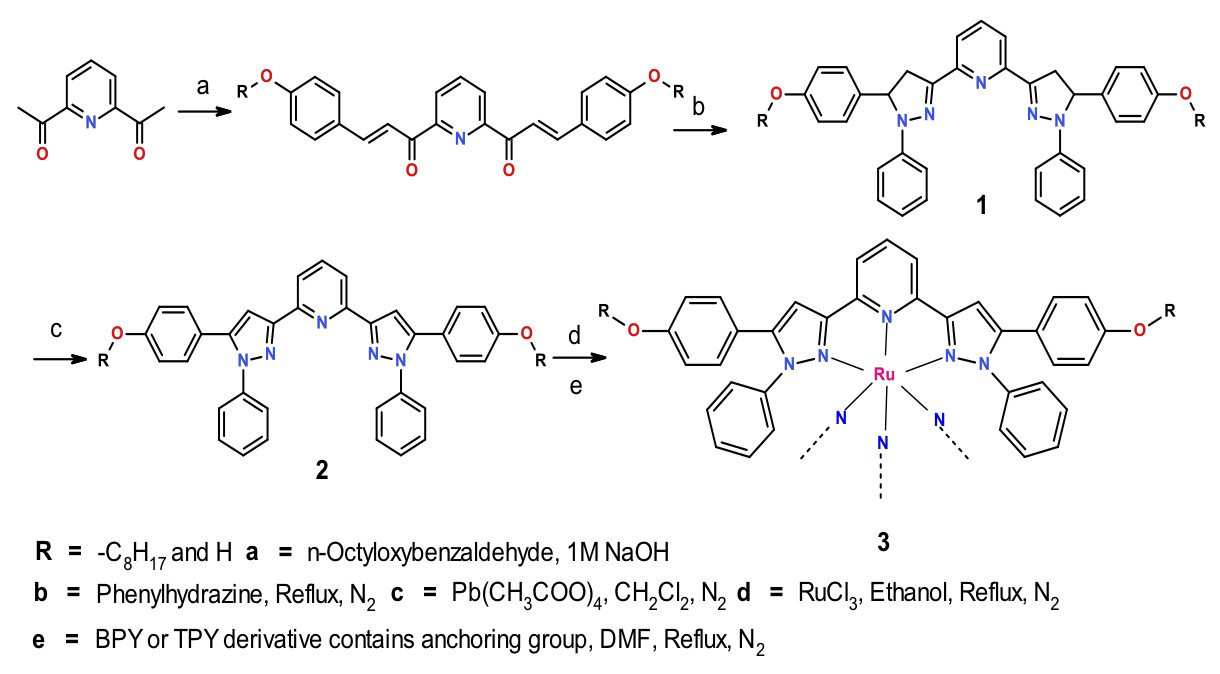 a
R O O R b
N O O N
O O
R O N O R
N N N N
1
c R O N N N N N O R d
e
2
R O N N N N N O R
Ru
N N N
3
R = -C8H17 and H a = n-Octyloxybenzaldehyde, 1M NaOH
b = Phenylhydrazine, Reflux, N2 c = Pb(CH3COO)4, CH2Cl2, N2 d = RuCl3, Ethanol, Reflux, N2
e = BPY or TPY derivative contains anchoring group, DMF, Reflux, N2